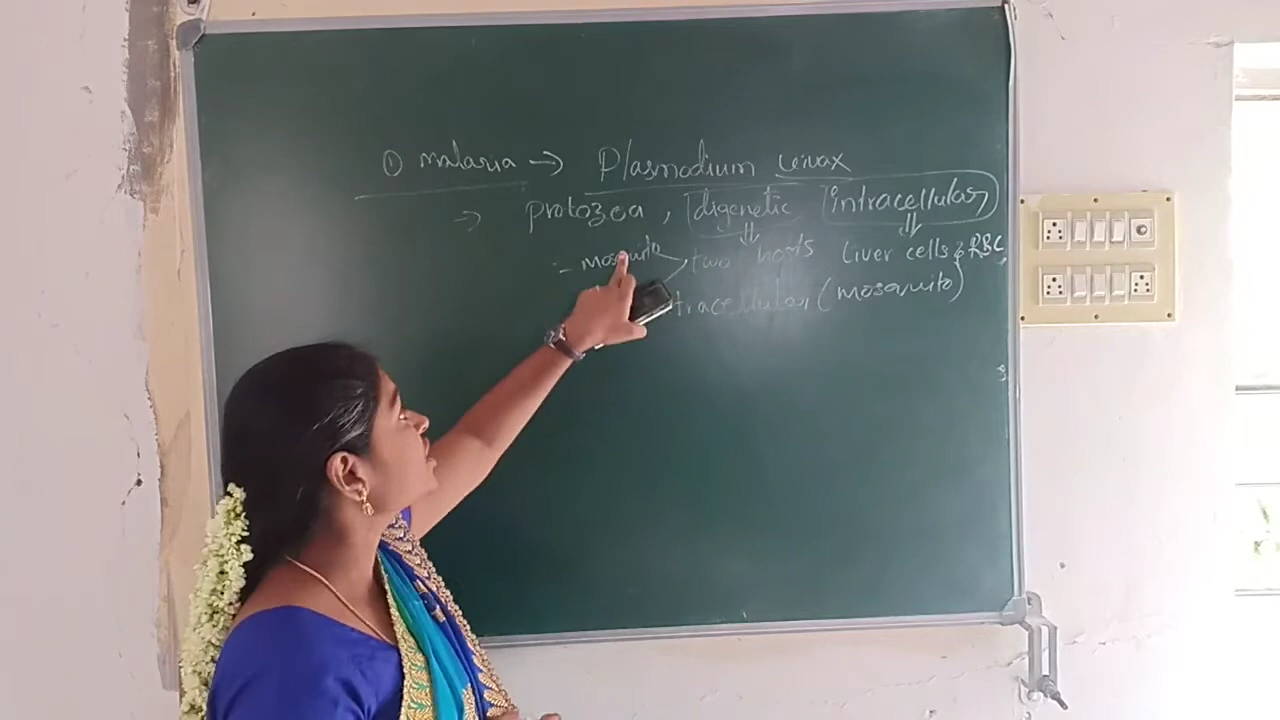 ① malaria → Plasmodium vivax
→ protozoa, digenetic intracellular
- mosquito two hosts Liver cells & RBC,
tracellular (mosquito)